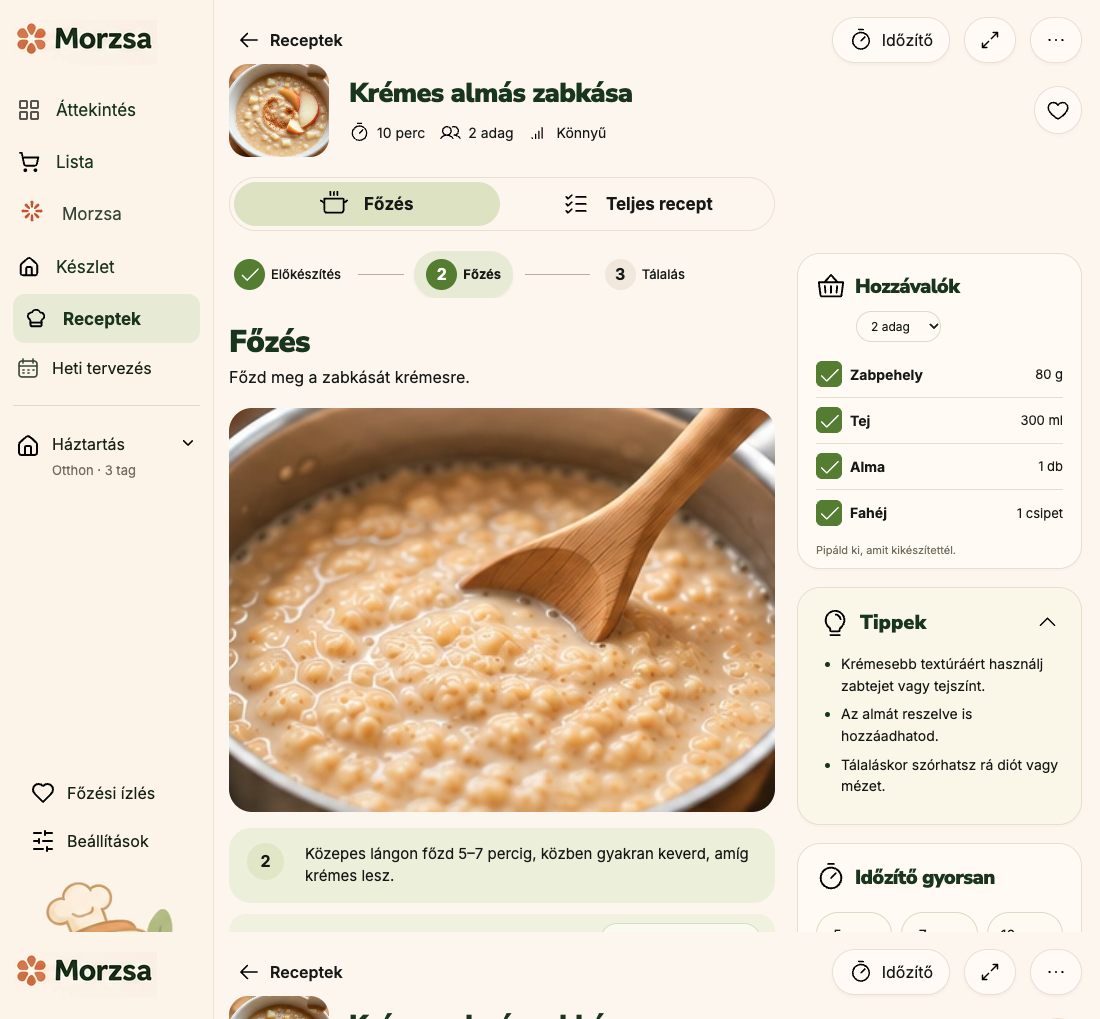 Morzsa
Áttekintés
Lista
Morzsa
Készlet
Receptek
Heti tervezés
Háztartás
Otthon · 3 tag
Főzési ízlés
Beállítások
Receptek
Időzítő
Krémes almás zabkása
10 perc
2 adag
Könnyű
Főzés
Teljes recept
Előkészítés
2 Főzés
3 Tálalás
Főzés
Főzd meg a zabkását krémesre.
2
Közepes lángon főzd 5–7 percig, közben gyakran keverd, amíg
krémes lesz.
Hozzávalók
2 adag
Zabpehely 80 g
Tej 300 ml
Alma 1 db
Fahéj 1 csipet
Pipáld ki, amit kikészítettél.
Tippek
• Krémesebb textúráért használj
zabtejet vagy tejszínt.
• Az almát reszelve is
hozzáadhatod.
• Tálaláskor szórhatsz rá diót vagy
mézet.
Időzítő gyorsan
Morzsa
Receptek
Időzítő